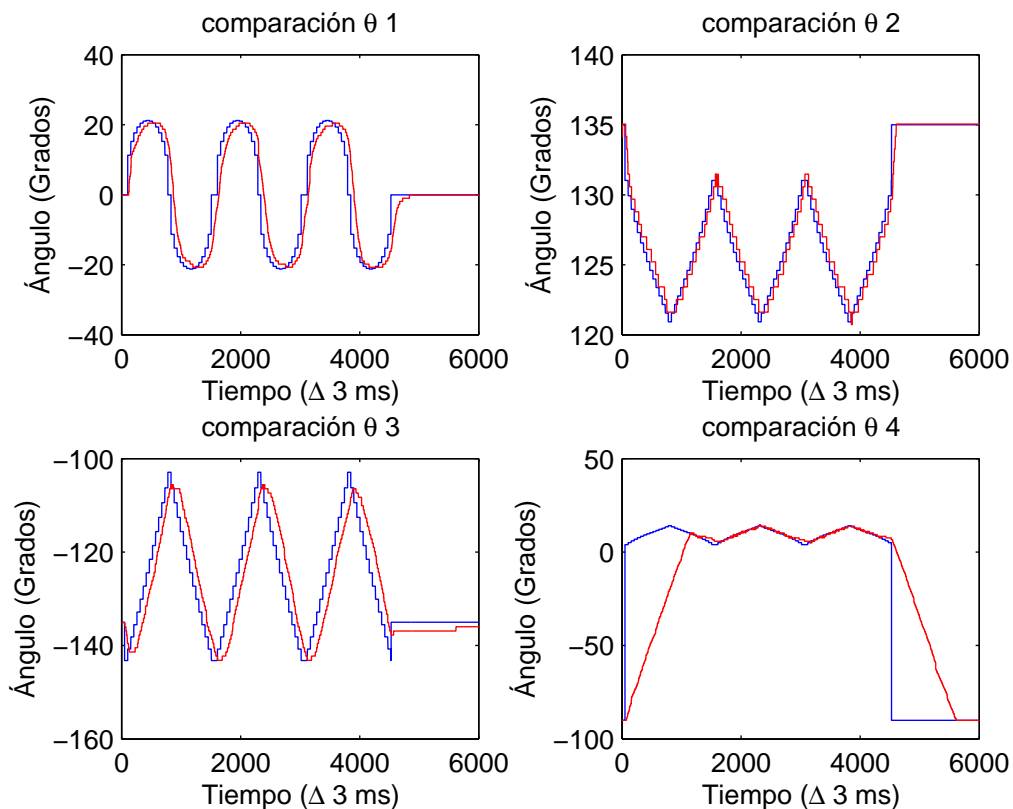 comparación θ 1
40
20
0
−20
−40
0 2000 4000 6000
Ángulo (Grados)
Tiempo (Δ 3 ms)
comparación θ 2
140
135
130
125
120
0 2000 4000 6000
Ángulo (Grados)
Tiempo (Δ 3 ms)
comparación θ 3
−100
−120
−140
−160
0 2000 4000 6000
Ángulo (Grados)
Tiempo (Δ 3 ms)
comparación θ 4
50
0
−50
−100
0 2000 4000 6000
Ángulo (Grados)
Tiempo (Δ 3 ms)